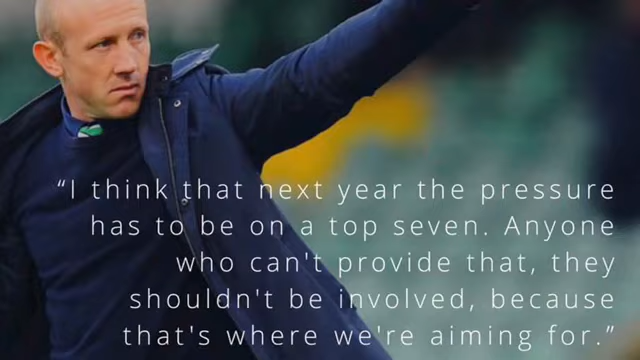 “I think that next year the pressure
has to be on a top seven. Anyone
who can't provide that, they
shouldn't be involved, because
that's where we're aiming for.”